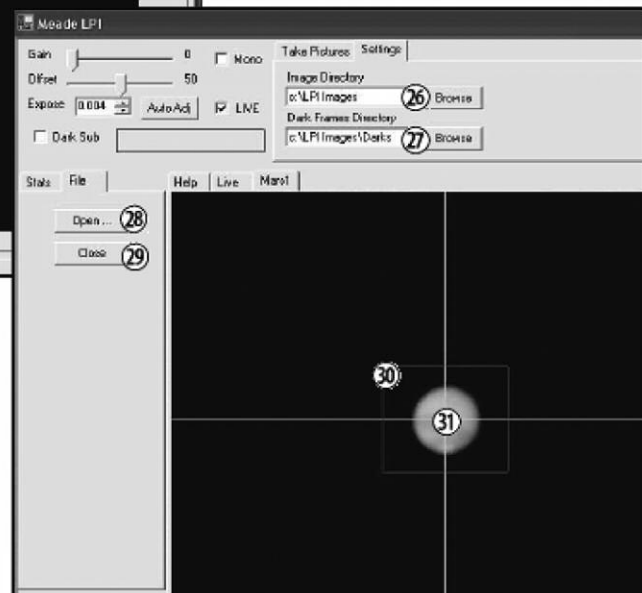 Meade LPI
Gain 0 Mono
Offset 50
Expose 0.004 Auto Adj LIVE
Dark Sub
Take Pictures Settings
Image Directory
c:\LPI Images 26 Browse
Dark Frames Directory
c:\LPI Images\Darks 27 Browse
Stats File
Open ... 28
Close 29
Help Live Mars1
30
31